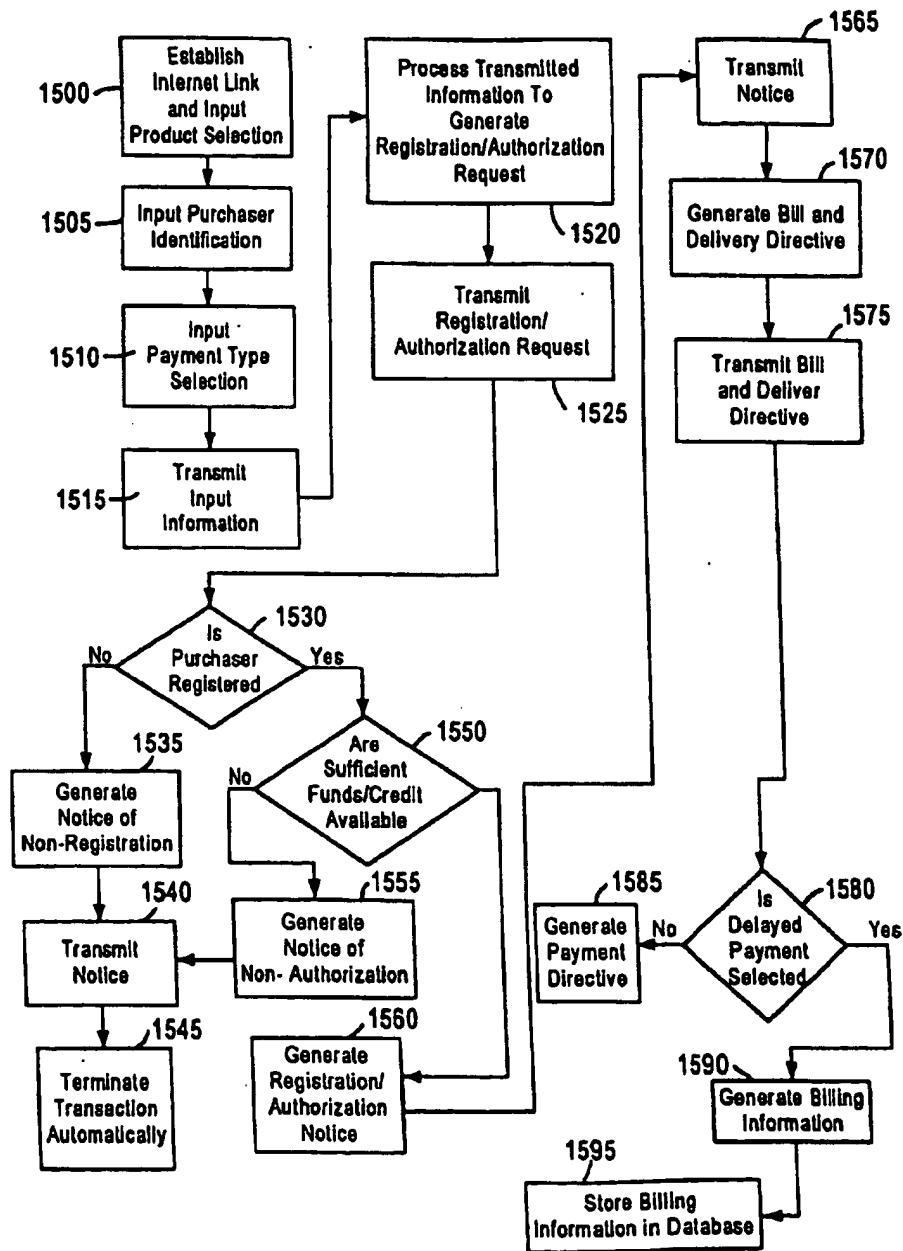 1500
Establish
Internet Link
and Input
Product Selection
1505
Input Purchaser
Identification
1510
Input
Payment Type
Selection
1515
Transmit
Input
Information
Process Transmitted
Information To
Generate
Registration/Authorization
Request
1520
Transmit
Registration/
Authorization Request
1525
1530
Is
Purchaser
Registered
No
Yes
1535
Generate
Notice of
Non-Registration
1540
Transmit
Notice
1545
Terminate
Transaction
Automatically
1550
Are
Sufficient
Funds/Credit
Available
No
1555
Generate
Notice of
Non- Authorization
1560
Generate
Registration/
Authorization
Notice
1565
Transmit
Notice
1570
Generate Bill and
Delivery Directive
1575
Transmit Bill
and Deliver
Directive
1580
Is
Delayed
Payment
Selected
No
Yes
1585
Generate
Payment
Directive
1590
Generate Billing
Information
1595
Store Billing
Information in Database